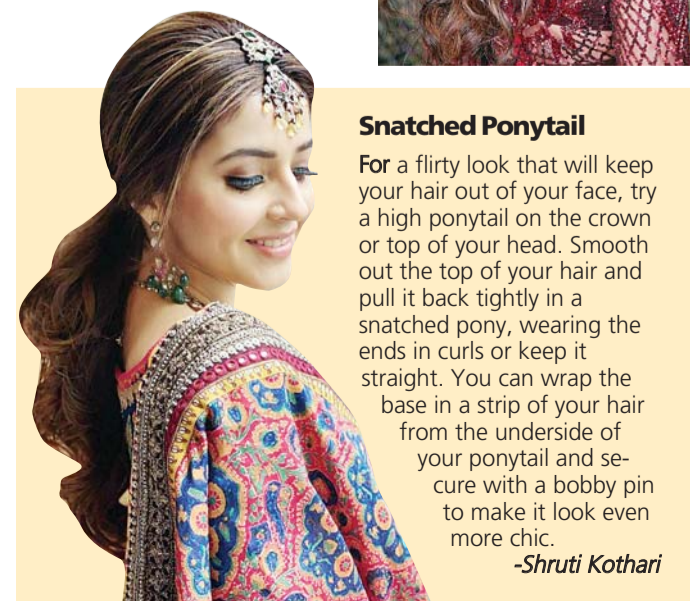 Snatched Ponytail
For a flirty look that will keep
your hair out of your face, try
a high ponytail on the crown
or top of your head. Smooth
out the top of your hair and
pull it back tightly in a
snatched pony, wearing the
ends in curls or keep it
straight. You can wrap the
base in a strip of your hair
from the underside of
your ponytail and se-
cure with a bobby pin
to make it look even
more chic.
-Shruti Kothari